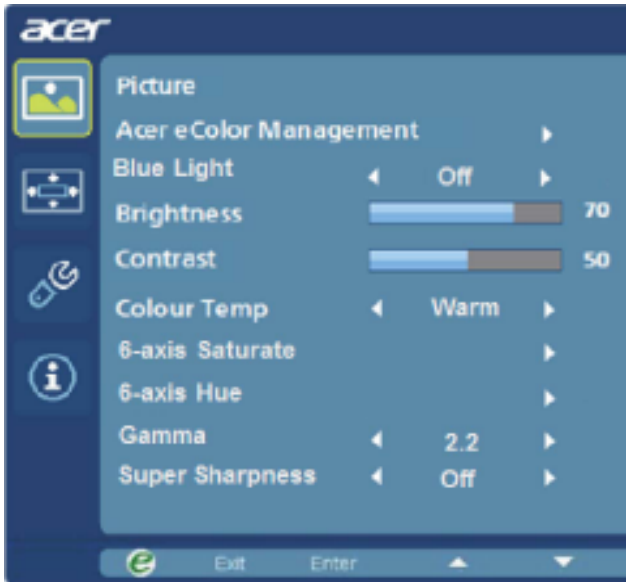 acer
Picture
Acer eColor Management
Blue Light Off
Brightness 70
Contrast 50
Colour Temp Warm
6-axis Saturate
6-axis Hue
Gamma 2.2
Super Sharpness Off
e Exit Enter